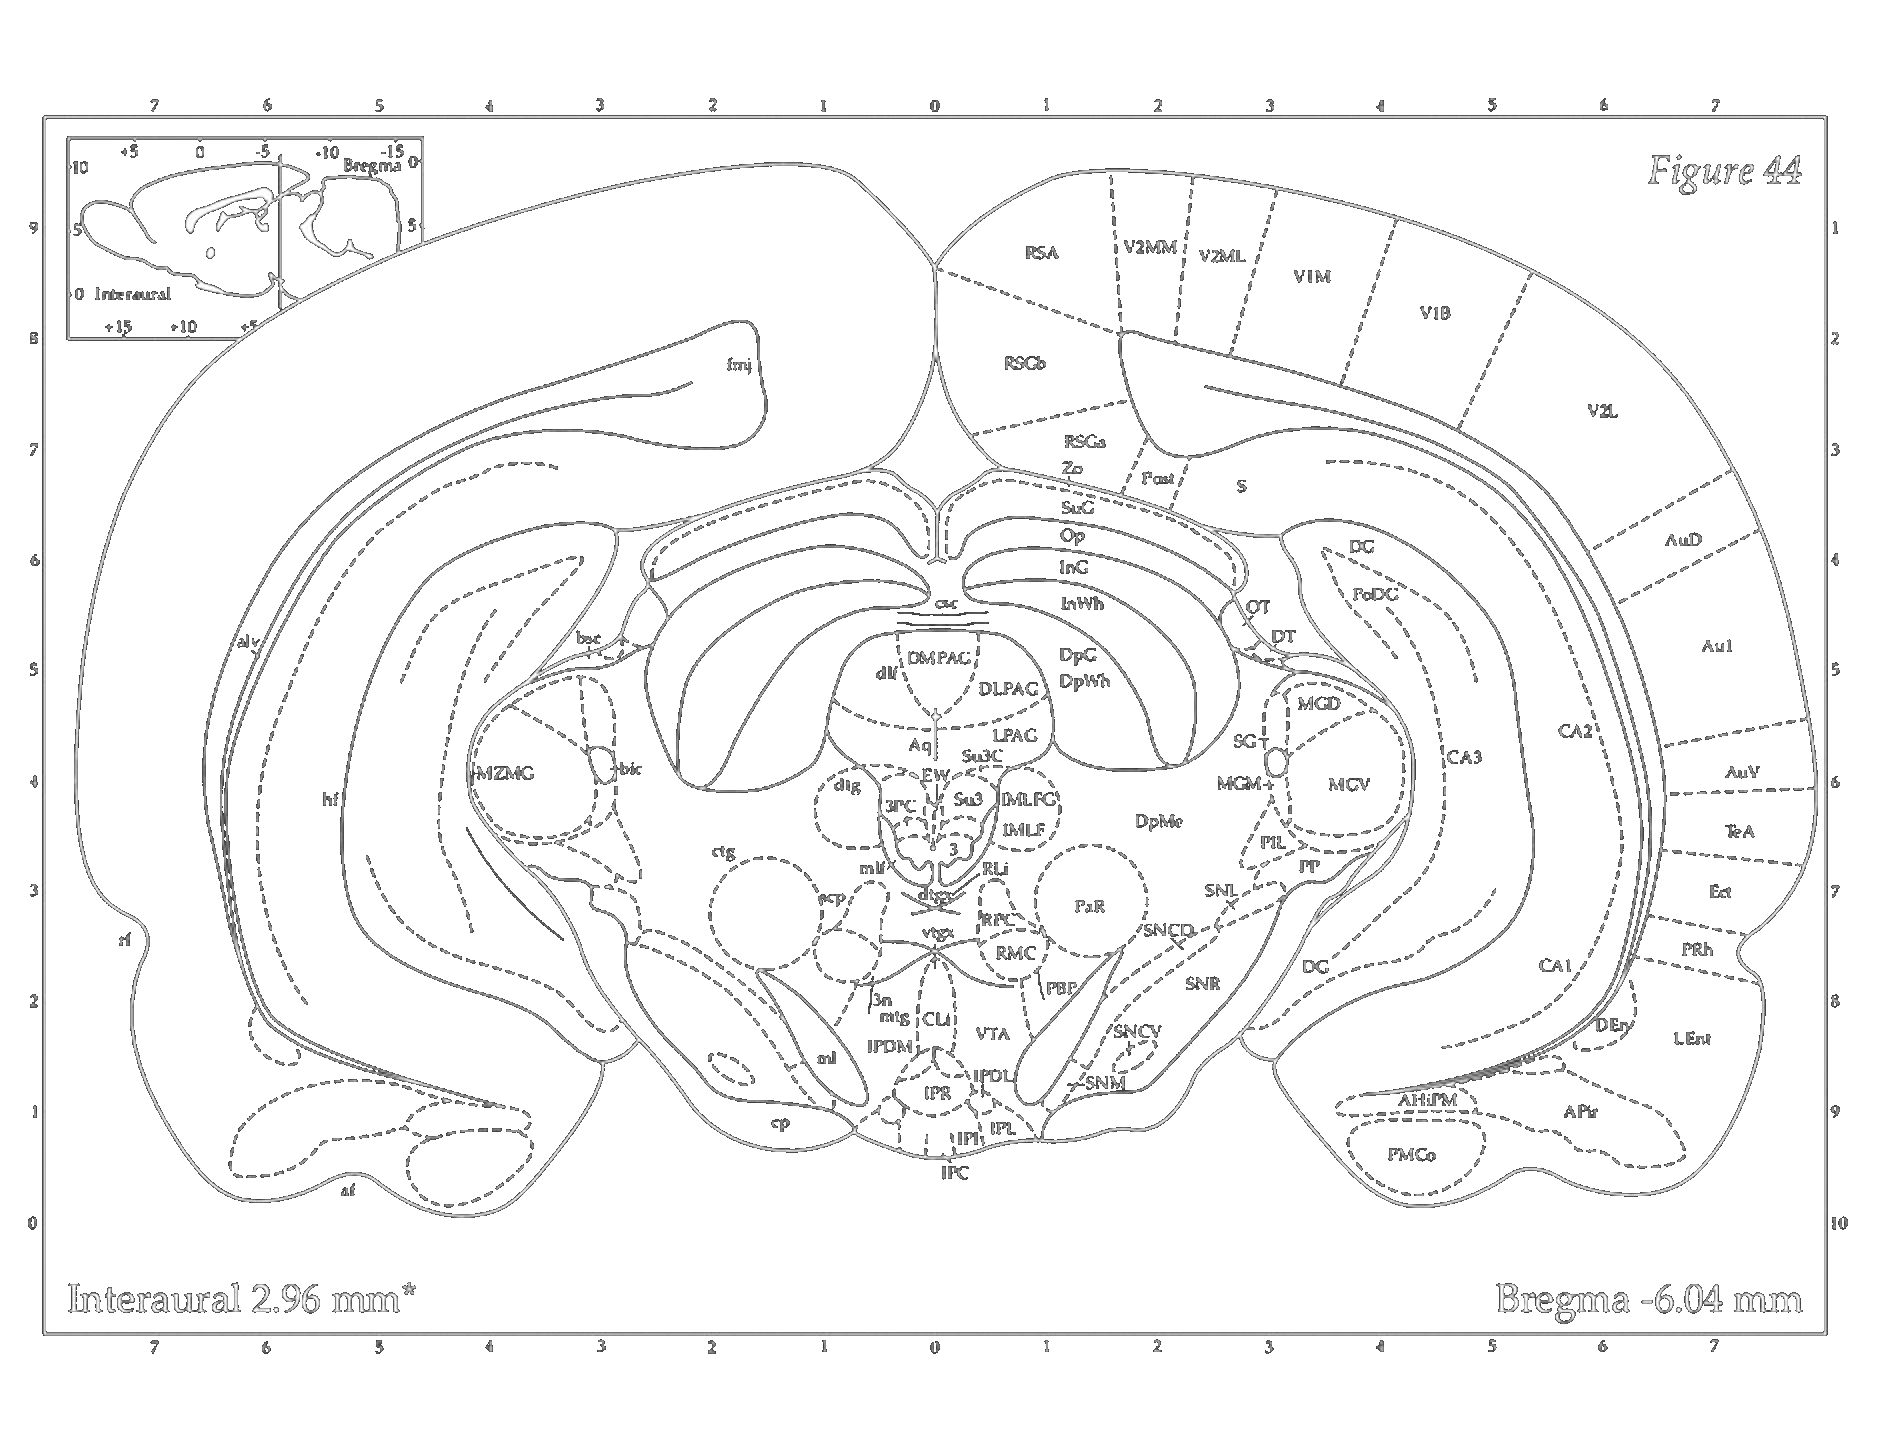 7 6 5 4 3 2 1 0 1 2 3 4 5 6 7
+5 0 -5 -10 -15
10 Bregma 0
Figure 44
9 5 5 1
RSA V2MM V2ML V1M
0 Interaural
V1B
+15 +10 +5
8 2
fmj RSGb
V2L
7 RSGa 3
Zo
Post S
SuG
Op AuD
DG
6 4
InG
PoDG
csc InWh OT
alv bsc DT
Au1
DMPAG DpG
5 dlf 5
DLPAG DpWh
MGD
CA2
LPAG SG
Aq
Su3C CA3
MZMG bic EW AuV
4 dtg MGM MGV 6
hf 3PC Su3 IMLFG
DpMe
IMLF TeA
PIL
ctg 3
mlf RLi PP
3 dtgx SNL Ect 7
scp
RPC PaR
vtgx SNCD
rf RMC PRh
DG CA1
PBP SNR
2 3n 8
mtg CLi
VTA SNCV DEn
IPDM LEnt
ml
IPDL SNM
IPR AHiPM
1 APir 9
cp IPI IPL
PMCo
IPC
af
0 10
Interaural 2.96 mm* Bregma -6.04 mm
7 6 5 4 3 2 1 0 1 2 3 4 5 6 7